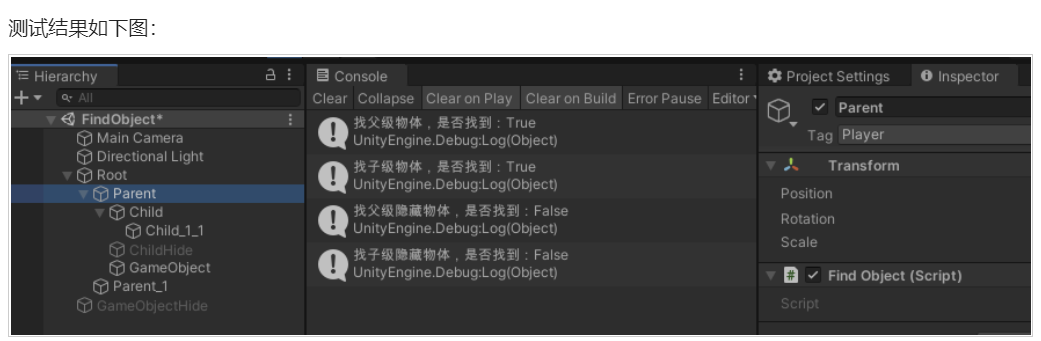 测试结果如下图：
Hierarchy
All
FindObject*
Main Camera
Directional Light
Root
Parent
Child
Child_1_1
ChildHide
GameObject
Parent_1
GameObjectHide
Console
Clear Collapse Clear on Play Clear on Build Error Pause Editor
找父级物体，是否找到：True
UnityEngine.Debug:Log(Object)
找子级物体，是否找到：True
UnityEngine.Debug:Log(Object)
找父级隐藏物体，是否找到：False
UnityEngine.Debug:Log(Object)
找子级隐藏物体，是否找到：False
UnityEngine.Debug:Log(Object)
Project Settings Inspector
Parent
Tag Player
Transform
Position
Rotation
Scale
# Find Object (Script)
Script